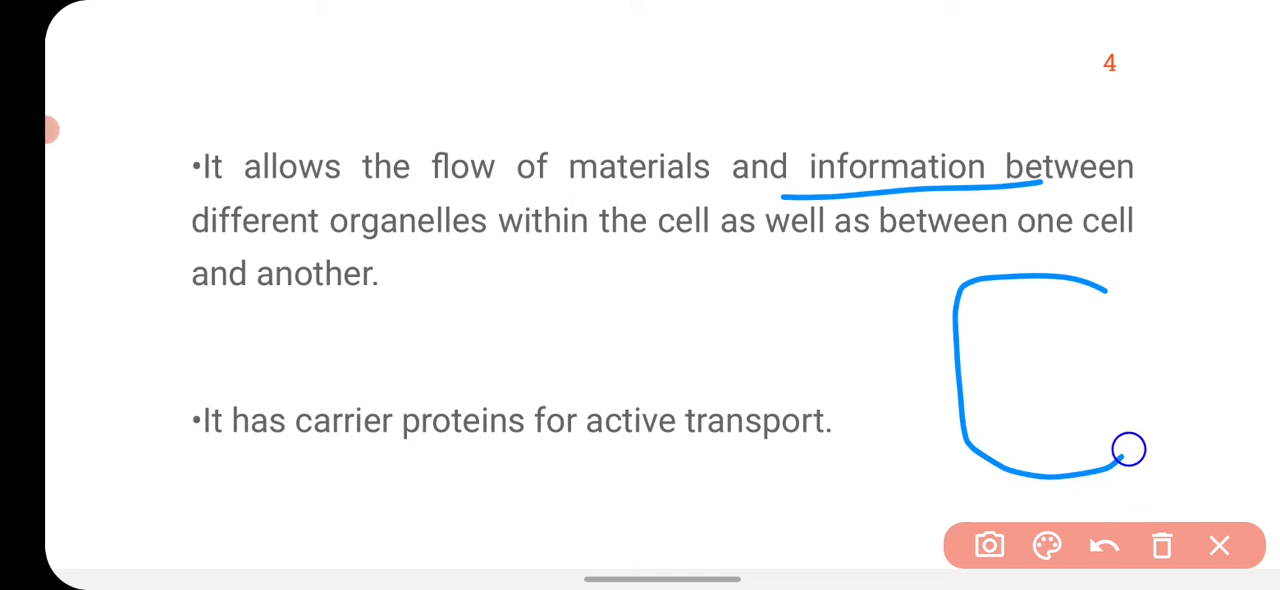 4
•It allows the flow of materials and information between
different organelles within the cell as well as between one cell
and another.
•It has carrier proteins for active transport.